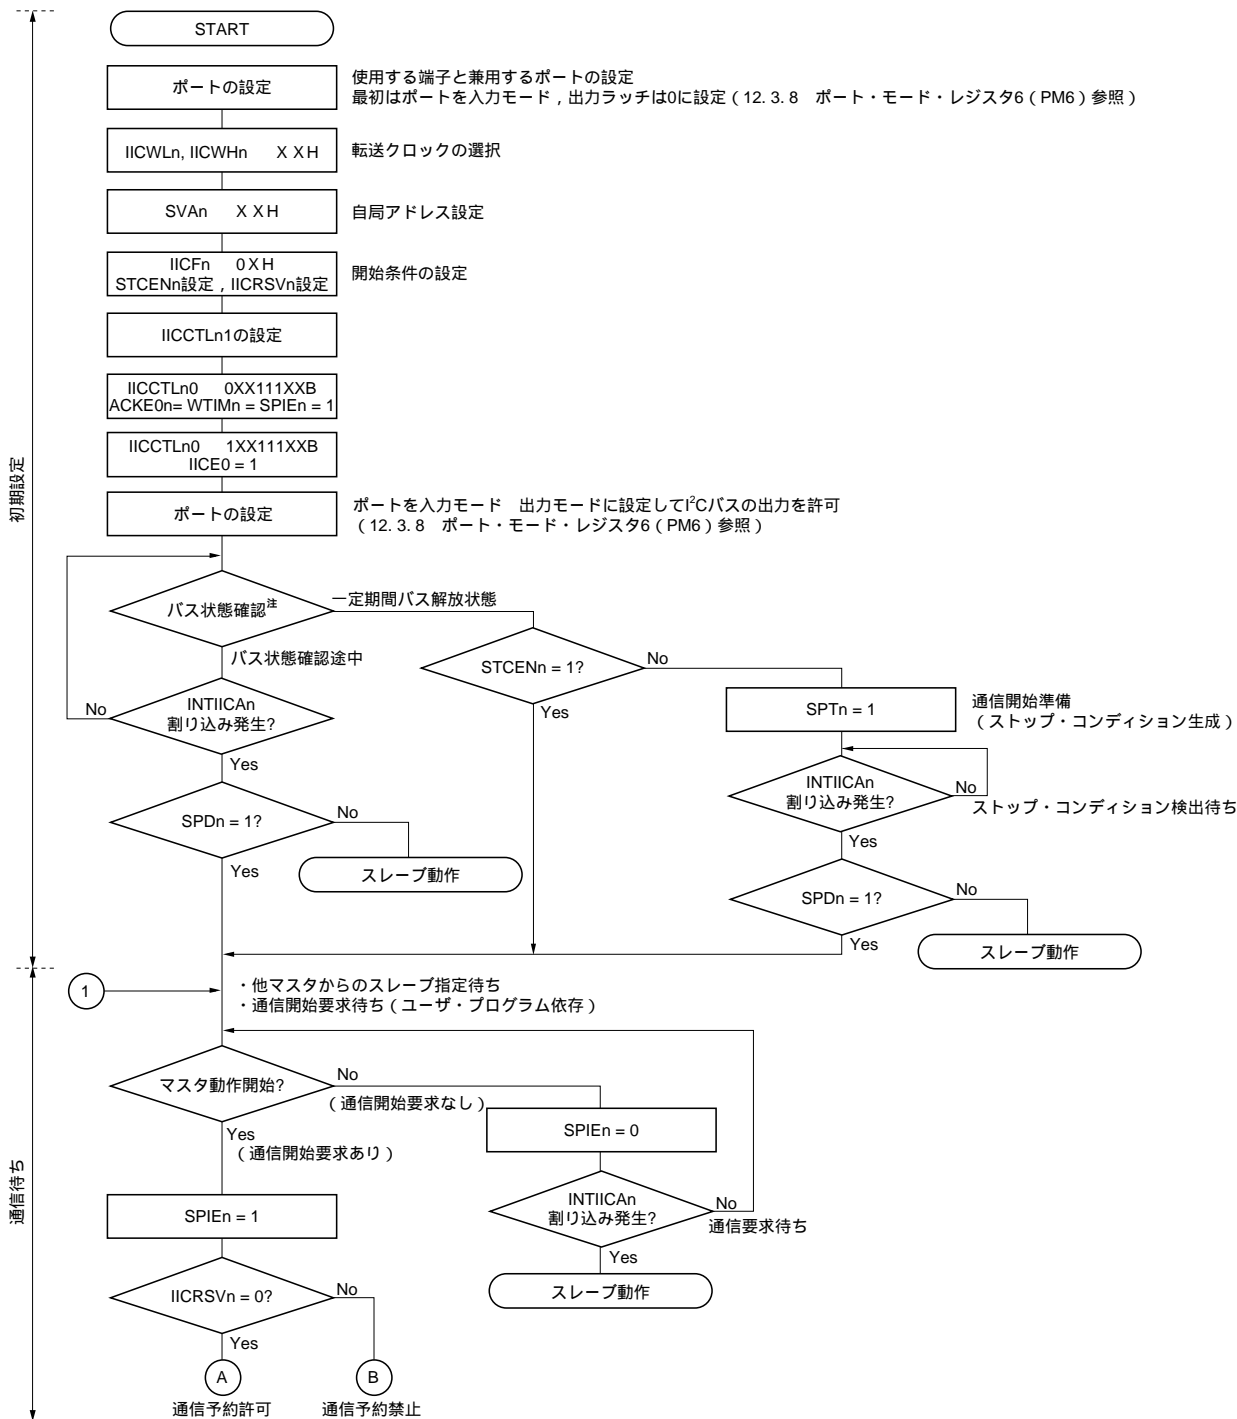 START
ポートの設定
使用する端子と兼用するポートの設定
最初はポートを入力モード,出力ラッチは0に設定(12. 3. 8 ポート・モード・レジスタ6(PM6)参照)
IICWLn, IICWHn XXH
転送クロックの選択
SVAn XXH
自局アドレス設定
IICFn 0XH
STCENn設定,IICRSVn設定
開始条件の設定
IICCTLn1の設定
IICCTLn0 0XX111XXB
ACKE0n= WTIMn = SPIEn = 1
IICCTLn0 1XX111XXB
IICE0 = 1
初期設定
ポートの設定
ポートを入力モード 出力モードに設定してI²Cバスの出力を許可
(12. 3. 8 ポート・モード・レジスタ6(PM6)参照)
バス状態確認注
一定期間バス解放状態
バス状態確認途中
STCENn = 1?
No
Yes
SPTn = 1
通信開始準備
(ストップ・コンディション生成)
No
INTIICAn
割り込み発生?
Yes
INTIICAn
割り込み発生?
No
ストップ・コンディション検出待ち
Yes
SPDn = 1?
No
Yes
スレーブ動作
SPDn = 1?
No
Yes
スレーブ動作
1
・他マスタからのスレーブ指定待ち
・通信開始要求待ち(ユーザ・プログラム依存)
マスタ動作開始?
No
(通信開始要求なし)
Yes
(通信開始要求あり)
SPIEn = 0
通信待ち
SPIEn = 1
INTIICAn
割り込み発生?
No
通信要求待ち
Yes
スレーブ動作
IICRSVn = 0?
No
Yes
A
B
通信予約許可
通信予約禁止